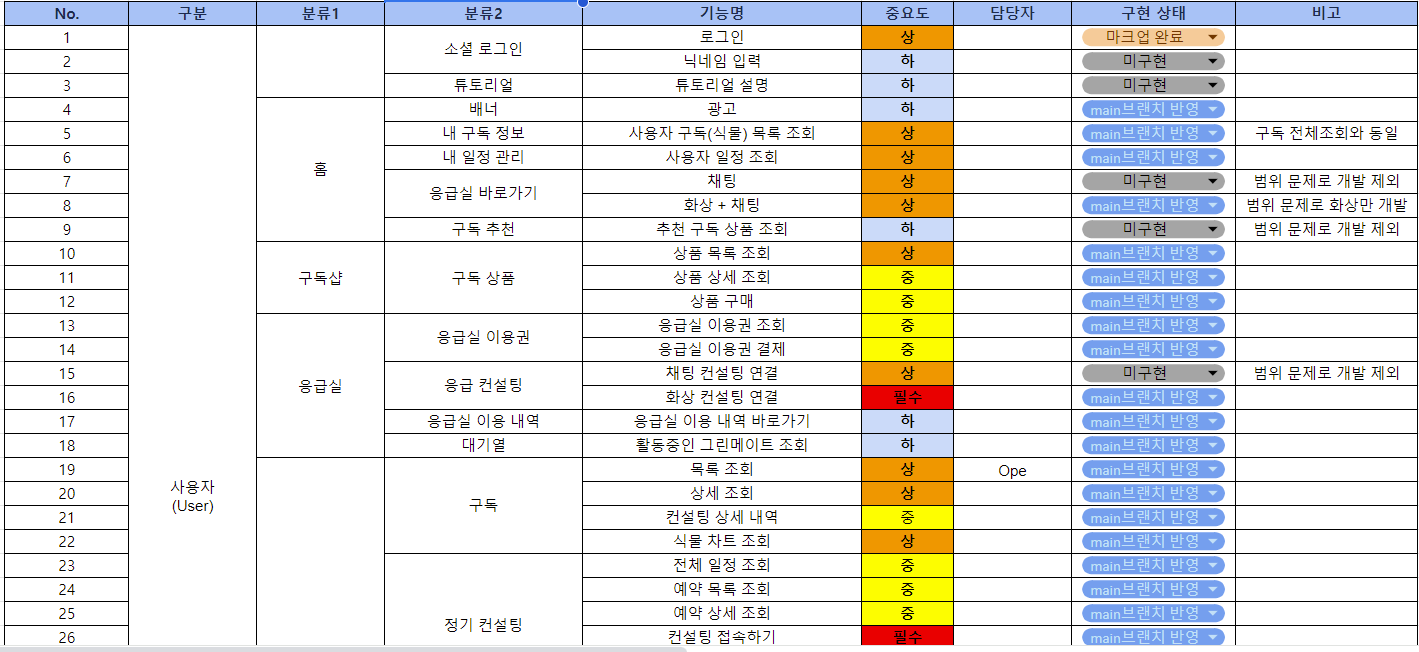 No. 구분 분류1 분류2 기능명 중요도 담당자 구현 상태 비고
1 소셜 로그인 로그인 상 마크업 완료
2 닉네임 입력 하 미구현
3 튜토리얼 튜토리얼 설명 하 미구현
4 홈 배너 광고 하 main브랜치 반영
5 내 구독 정보 사용자 구독(식물) 목록 조회 상 main브랜치 반영 구독 전체조회와 동일
6 내 일정 관리 사용자 일정 조회 상 main브랜치 반영
7 응급실 바로가기 채팅 상 미구현 범위 문제로 개발 제외
8 화상 + 채팅 상 main브랜치 반영 범위 문제로 화상만 개발
9 구독 추천 추천 구독 상품 조회 하 미구현 범위 문제로 개발 제외
10 구독샵 구독 상품 상품 목록 조회 상 main브랜치 반영
11 상품 상세 조회 중 main브랜치 반영
12 상품 구매 중 main브랜치 반영
13 응급실 응급실 이용권 응급실 이용권 조회 중 main브랜치 반영
14 응급실 이용권 결제 중 main브랜치 반영
15 응급 컨설팅 채팅 컨설팅 연결 상 미구현 범위 문제로 개발 제외
16 화상 컨설팅 연결 필수 main브랜치 반영
17 응급실 이용 내역 응급실 이용 내역 바로가기 하 main브랜치 반영
18 대기열 활동중인 그린메이트 조회 하 main브랜치 반영
19 구독 목록 조회 상 Ope main브랜치 반영
20 사용자 상세 조회 상 main브랜치 반영
(User)
21 컨설팅 상세 내역 중 main브랜치 반영
22 식물 차트 조회 상 main브랜치 반영
23 정기 컨설팅 전체 일정 조회 중 main브랜치 반영
24 예약 목록 조회 중 main브랜치 반영
25 예약 상세 조회 중 main브랜치 반영
26 컨설팅 접속하기 필수 main브랜치 반영